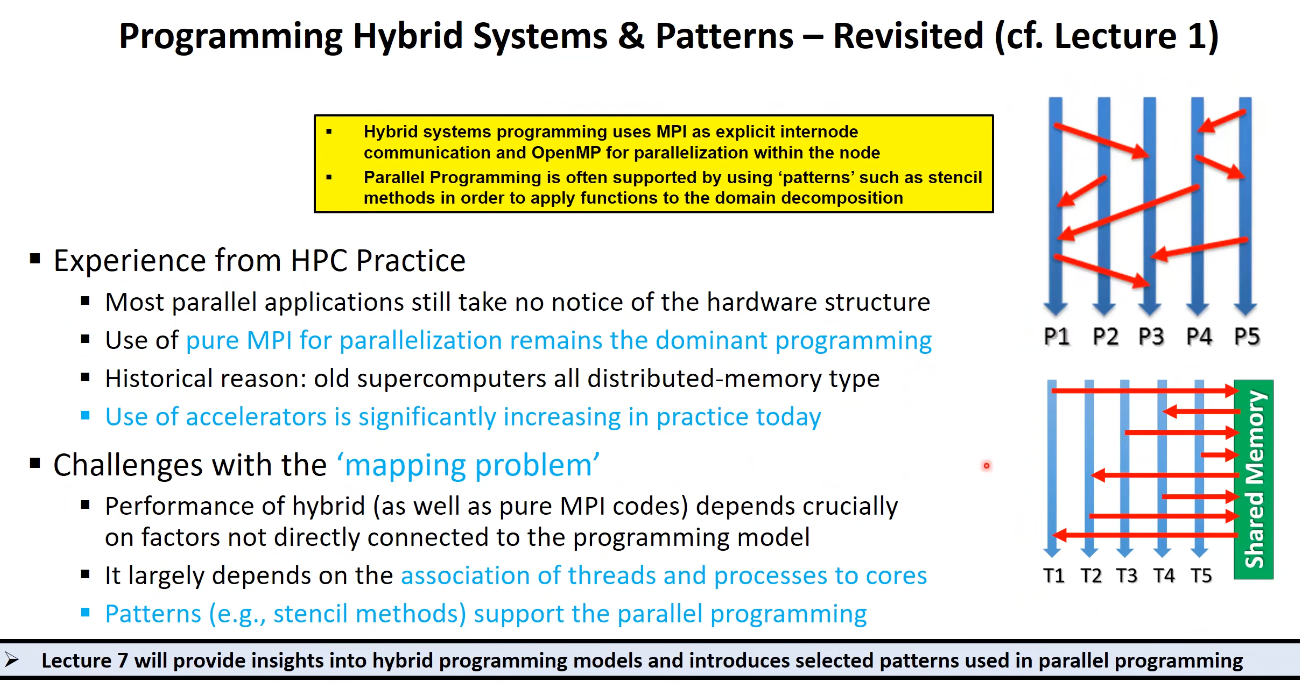 Programming Hybrid Systems & Patterns – Revisited (cf. Lecture 1)
▪ Hybrid systems programming uses MPI as explicit internode
communication and OpenMP for parallelization within the node
▪ Parallel Programming is often supported by using ‘patterns’ such as stencil
methods in order to apply functions to the domain decomposition
▪ Experience from HPC Practice
▪ Most parallel applications still take no notice of the hardware structure
▪ Use of pure MPI for parallelization remains the dominant programming
▪ Historical reason: old supercomputers all distributed-memory type
▪ Use of accelerators is significantly increasing in practice today
▪ Challenges with the ‘mapping problem’
▪ Performance of hybrid (as well as pure MPI codes) depends crucially
on factors not directly connected to the programming model
▪ It largely depends on the association of threads and processes to cores
▪ Patterns (e.g., stencil methods) support the parallel programming
P1 P2 P3 P4 P5
Shared Memory
T1 T2 T3 T4 T5
➢ Lecture 7 will provide insights into hybrid programming models and introduces selected patterns used in parallel programming